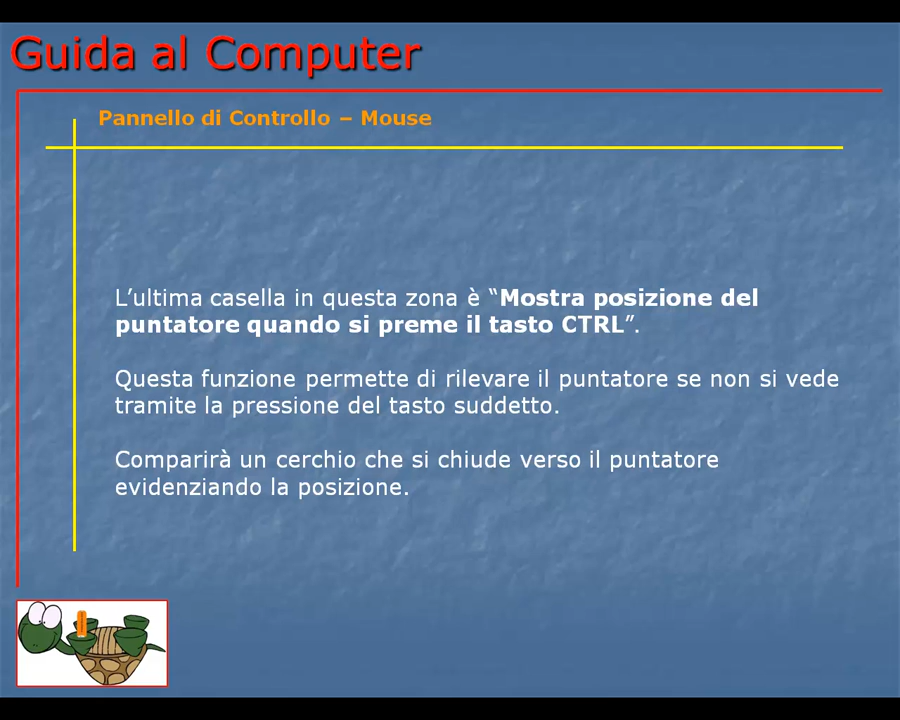 Guida al Computer
Pannello di Controllo – Mouse
L’ultima casella in questa zona è “Mostra posizione del
puntatore quando si preme il tasto CTRL”.
Questa funzione permette di rilevare il puntatore se non si vede
tramite la pressione del tasto suddetto.
Comparirà un cerchio che si chiude verso il puntatore
evidenziando la posizione.